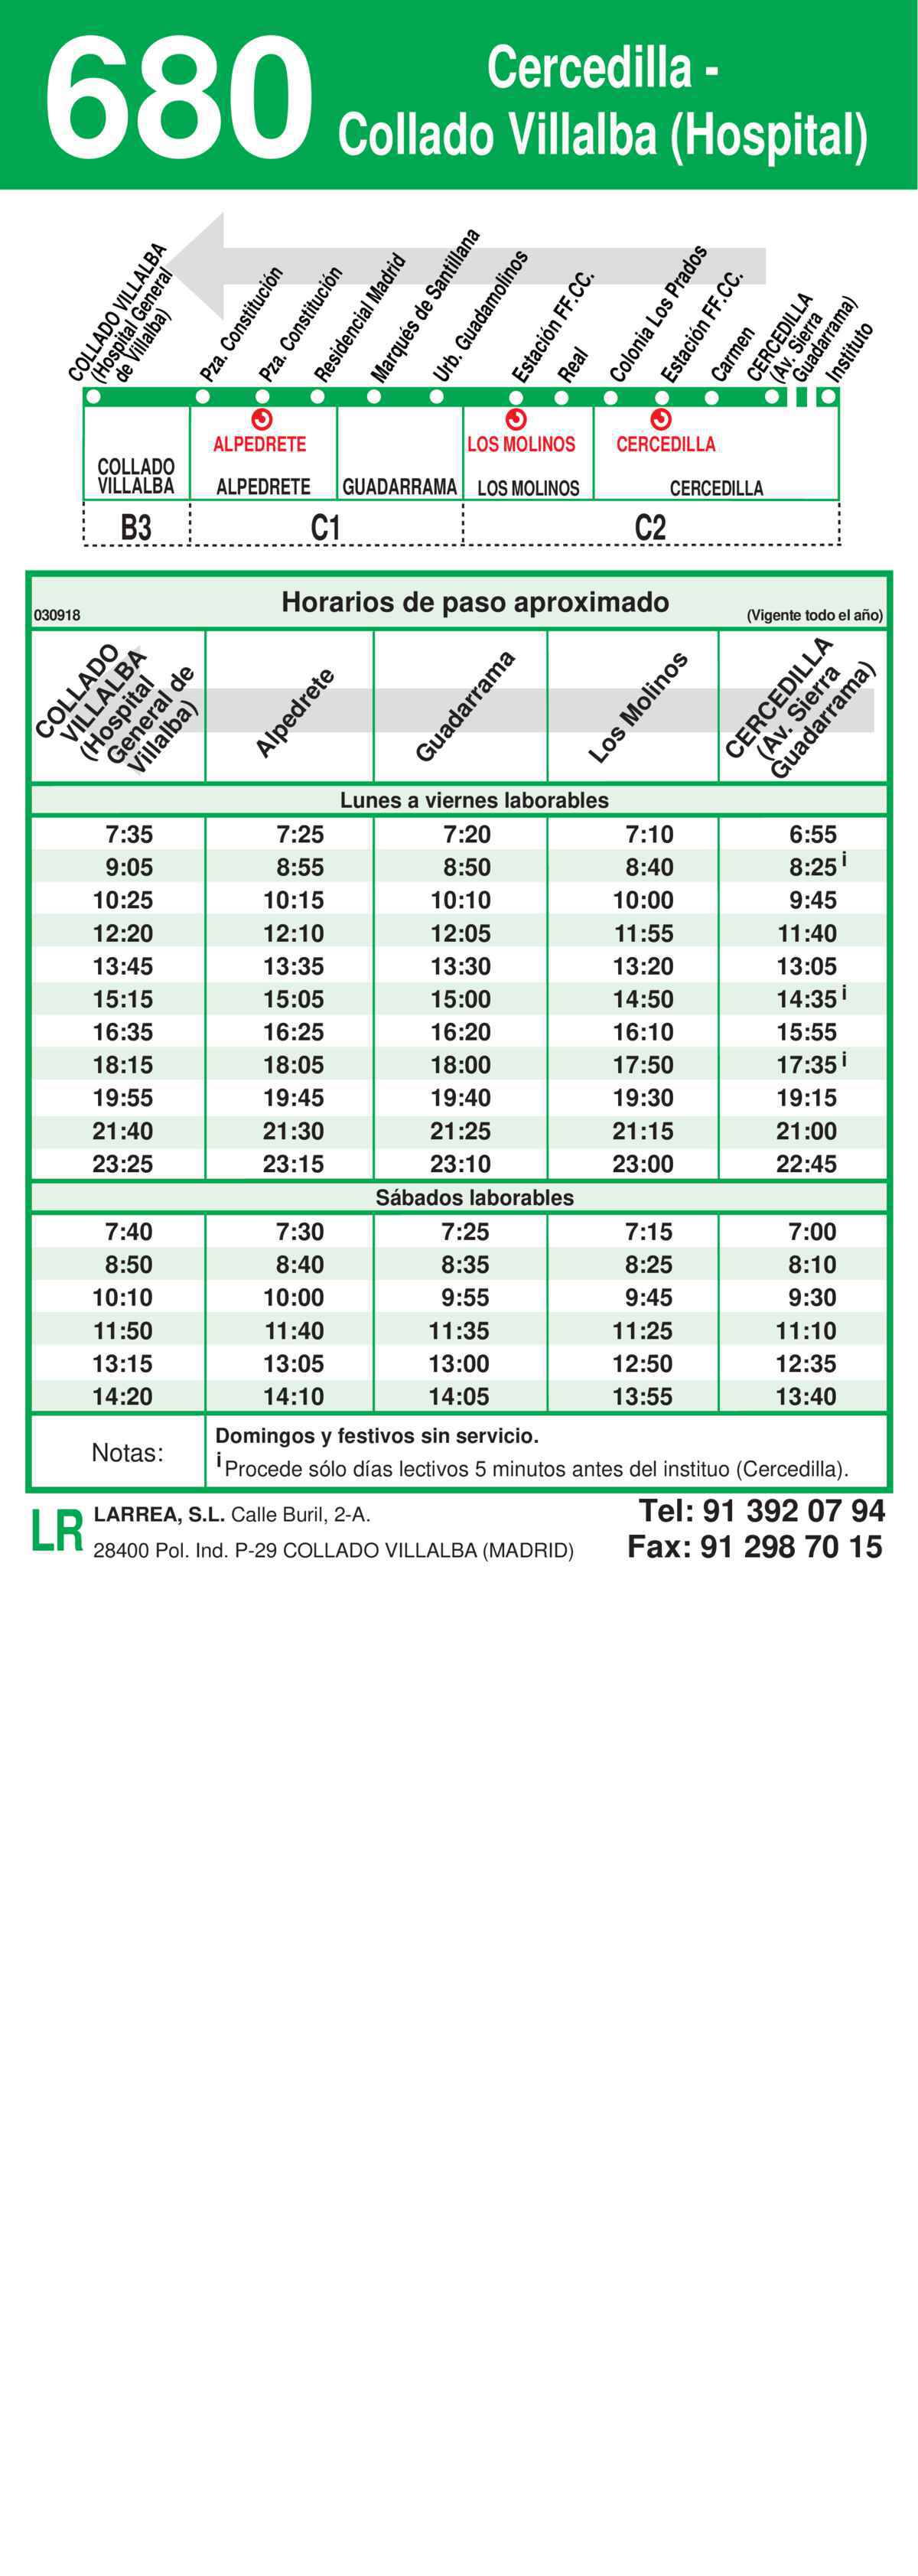 680
Cercedilla -
Collado Villalba (Hospital)
COLLADO VILLALBA
(Hospital General
de Villalba)
Pza. Constitución
Pza. Constitución
Residencial Madrid
Marqués de Santillana
Urb. Guadamolinos
Estación FF.CC.
Real
Colonia Los Prados
Estación FF.CC.
Carmen
CERCEDILLA
(Av. Sierra
Guadarrama)
Instituto
ALPEDRETE LOS MOLINOS CERCEDILLA
COLLADO
VILLALBA ALPEDRETE GUADARRAMA LOS MOLINOS CERCEDILLA
B3 C1 C2
Horarios de paso aproximado
030918 (Vigente todo el año)
COLLADO
VILLALBA
(Hospital
General de
Villalba)
Alpedrete
Guadarrama
Los Molinos
CERCEDILLA
(Av. Sierra
Guadarrama)
Lunes a viernes laborables
7:35 7:25 7:20 7:10 6:55
9:05 8:55 8:50 8:40 8:25 i
10:25 10:15 10:10 10:00 9:45
12:20 12:10 12:05 11:55 11:40
13:45 13:35 13:30 13:20 13:05
15:15 15:05 15:00 14:50 14:35 i
16:35 16:25 16:20 16:10 15:55
18:15 18:05 18:00 17:50 17:35 i
19:55 19:45 19:40 19:30 19:15
21:40 21:30 21:25 21:15 21:00
23:25 23:15 23:10 23:00 22:45
Sábados laborables
7:40 7:30 7:25 7:15 7:00
8:50 8:40 8:35 8:25 8:10
10:10 10:00 9:55 9:45 9:30
11:50 11:40 11:35 11:25 11:10
13:15 13:05 13:00 12:50 12:35
14:20 14:10 14:05 13:55 13:40
Notas:
Domingos y festivos sin servicio.
i Procede sólo días lectivos 5 minutos antes del instituo (Cercedilla).
LR
LARREA, S.L. Calle Buril, 2-A.
28400 Pol. Ind. P-29 COLLADO VILLALBA (MADRID)
Tel: 91 392 07 94
Fax: 91 298 70 15